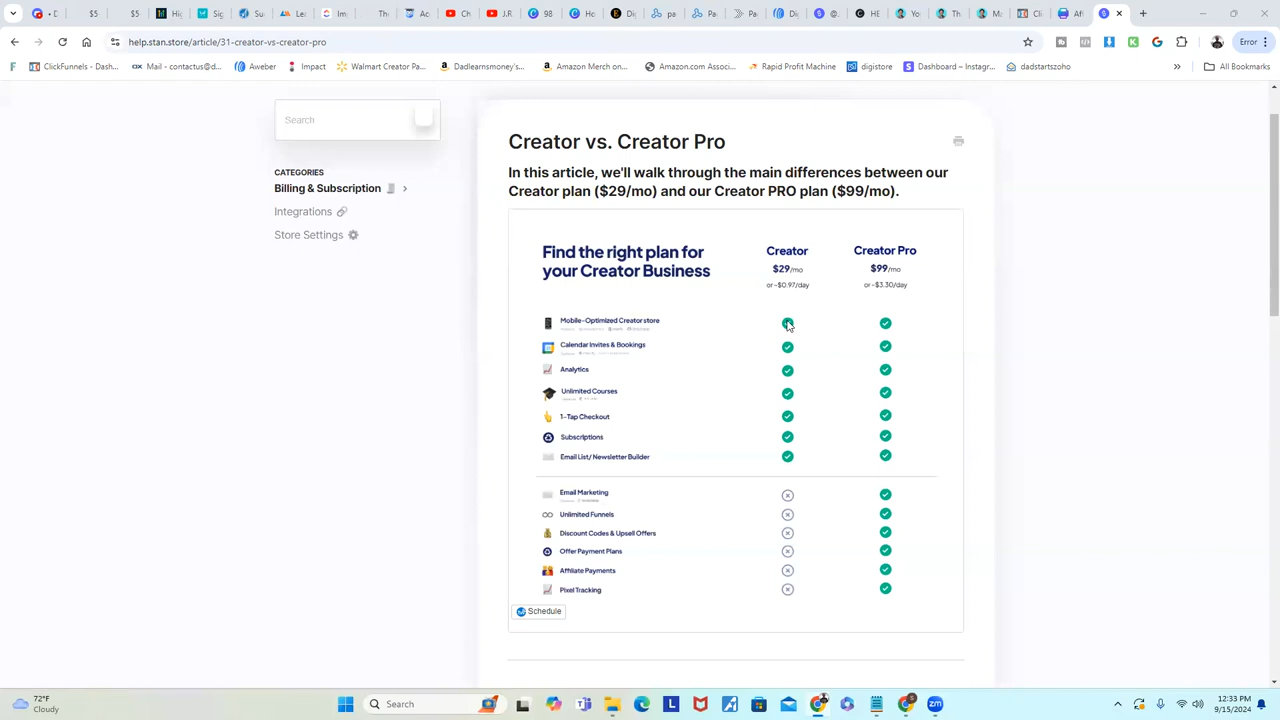 help.stan.store/article/31-creator-vs-creator-pro
Error
ClickFunnels - Dash...
Mail - contactus@d...
Aweber
Impact
Walmart Creator Pa...
Dadlearnsmoney's...
Amazon Merch on...
Amazon.com Associ...
Rapid Profit Machine
digistore
Dashboard – Instagr...
dadstartszoho
All Bookmarks
Search
CATEGORIES
Billing & Subscription
Integrations
Store Settings
Creator vs. Creator Pro
In this article, we'll walk through the main differences between our
Creator plan ($29/mo) and our Creator PRO plan ($99/mo).
Find the right plan for
your Creator Business
Creator
$29/mo
or ~$0.97/day
Creator Pro
$99/mo
or ~$3.30/day
Mobile-Optimized Creator store
Calendar Invites & Bookings
Analytics
Unlimited Courses
1-Tap Checkout
Subscriptions
Email List/ Newsletter Builder
Email Marketing
Unlimited Funnels
Discount Codes & Upsell Offers
Offer Payment Plans
Affiliate Payments
Pixel Tracking
Schedule
72°F
Cloudy
Search
12:33 PM
9/15/2024